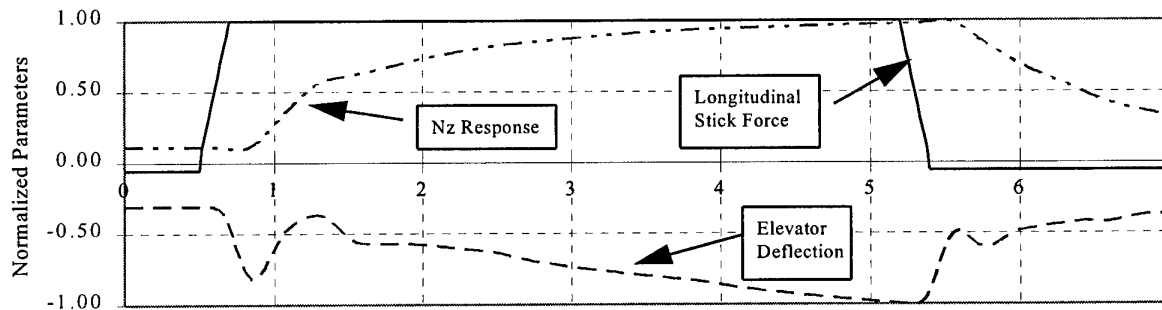 1.00
0.50
0.00
-0.50
-1.00
Normalized Parameters
0 1 2 3 4 5 6
Nz Response
Longitudinal
Stick Force
Elevator
Deflection